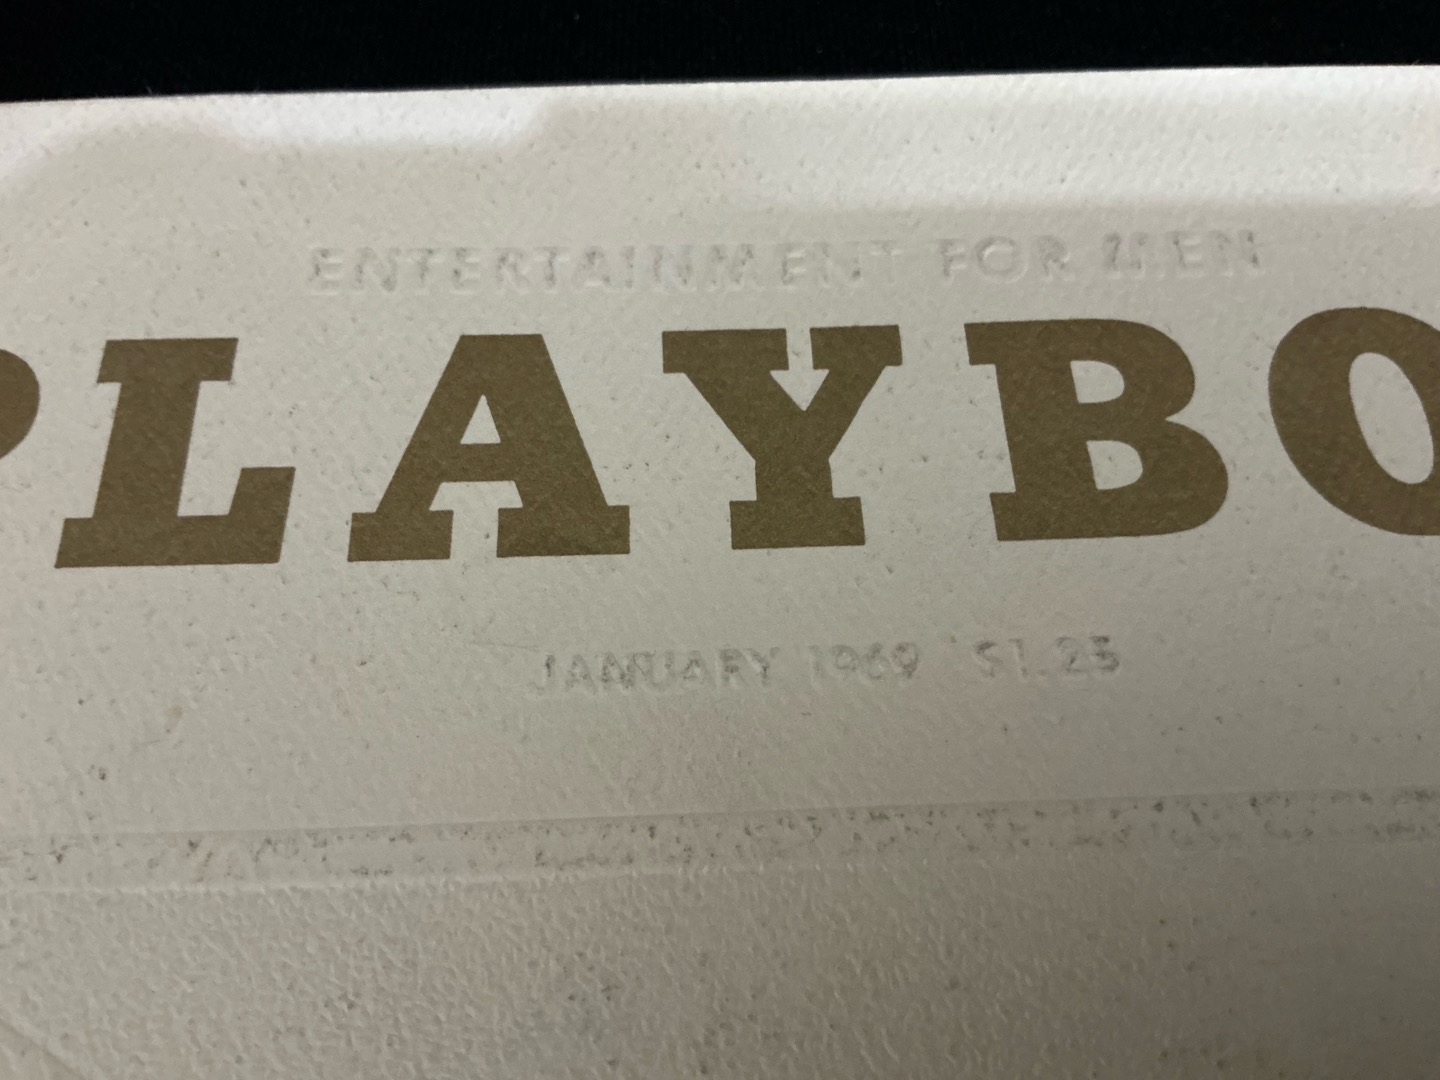 ENTERTAINMENT FOR MEN
PLAYBO
JANUARY 1969 $1.25